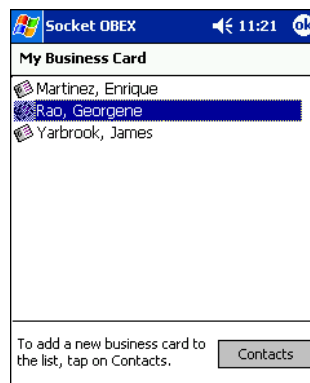 Socket OBEX 11:21 ok
My Business Card
Martinez, Enrique
Rao, Georgene
Yarbrook, James
To add a new business card to
the list, tap on Contacts.
Contacts